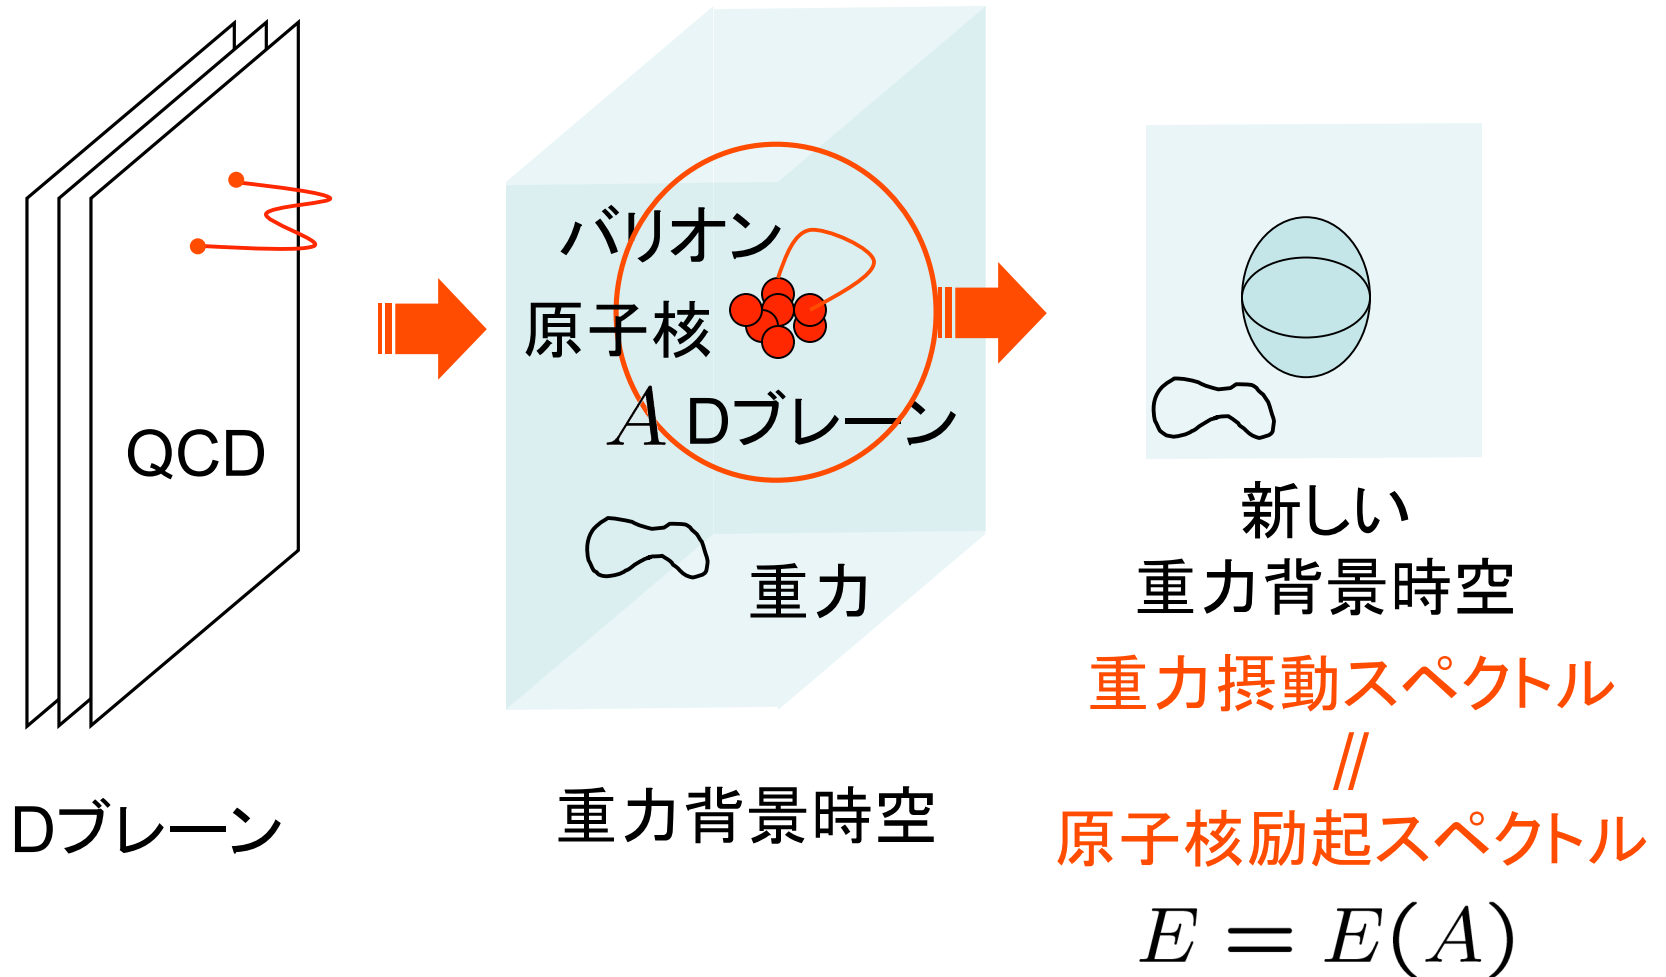 QCD
Dブレーン
バリオン
原子核
A Dブレーン
重力
重力背景時空
新しい
重力背景時空
重力摂動スペクトル
//
原子核励起スペクトル
E = E(A)